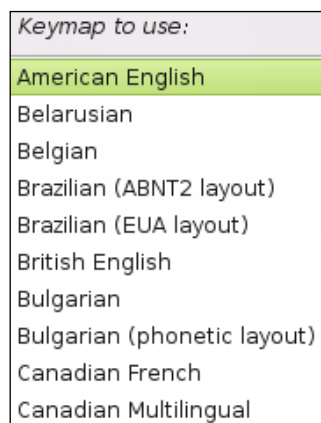 Keymap to use:
American English
Belarusian
Belgian
Brazilian (ABNT2 layout)
Brazilian (EUA layout)
British English
Bulgarian
Bulgarian (phonetic layout)
Canadian French
Canadian Multilingual